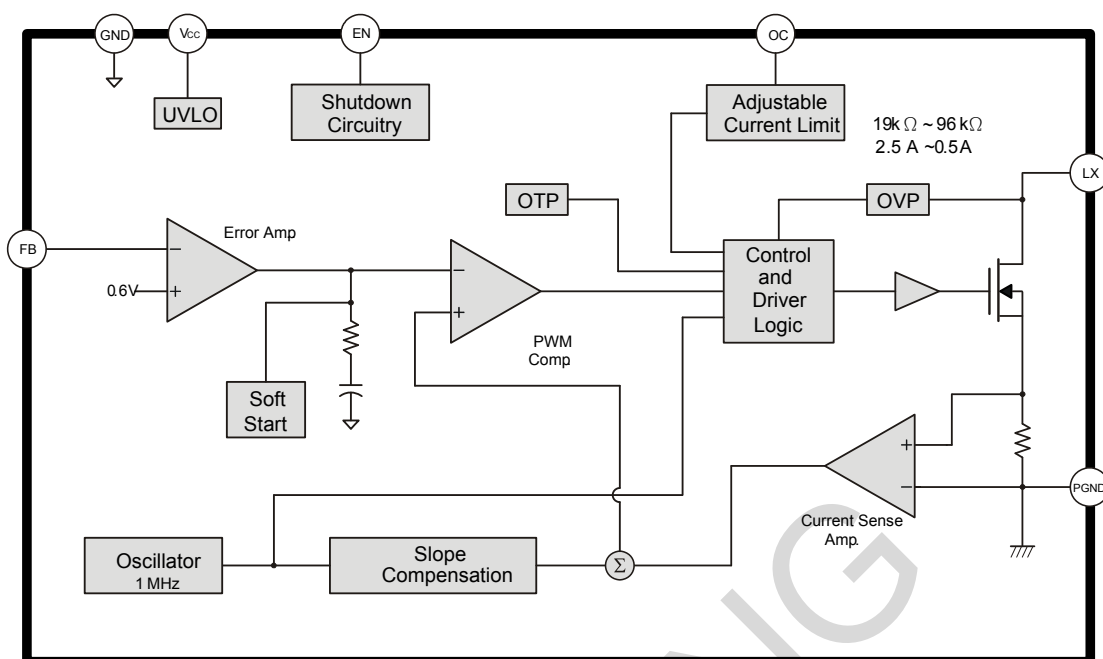 GND
Vcc
EN
OC
UVLO
Shutdown
Circuitry
Adjustable
Current Limit
19kΩ ~ 96kΩ
2.5 A ~0.5A
LX
OTP
OVP
FB
Error Amp
0.6V
−
+
−
+
PWM
Comp.
Control
and
Driver
Logic
Soft
Start
+
−
Current Sense
Amp.
PGND
Oscillator
1 MHz
Slope
Compensation
Σ
NG